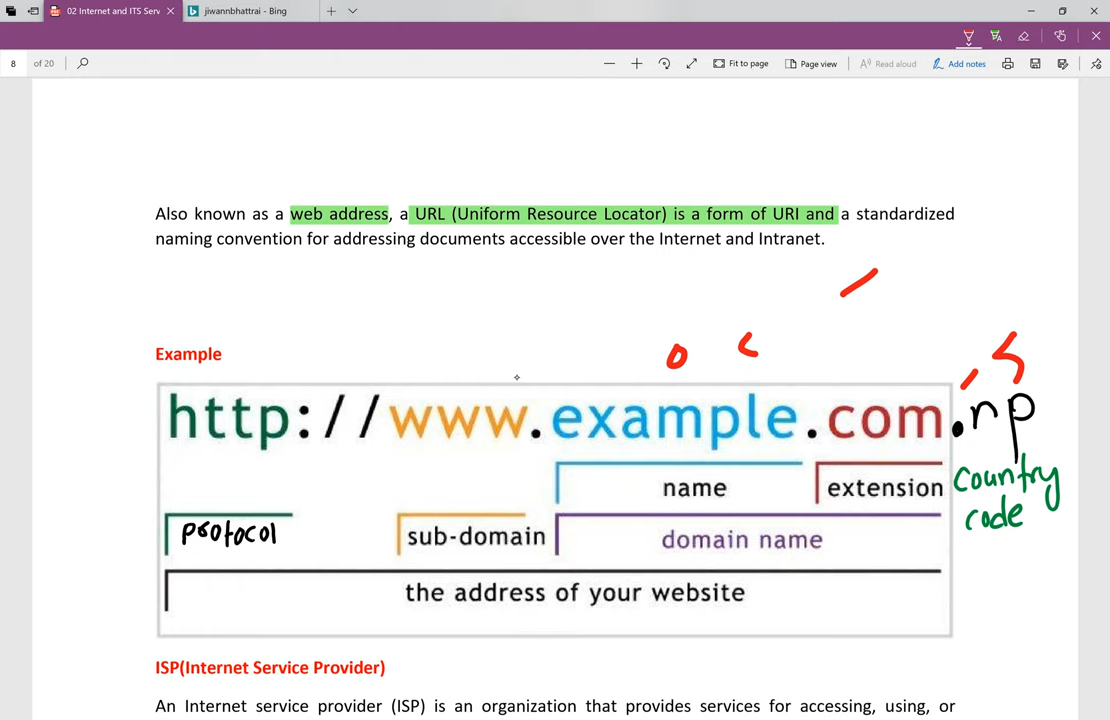 02 Internet and ITS Serv
jiwannbhattrai - Bing
8 of 20
Fit to page
Page view
Read aloud
Add notes
Also known as a web address, a URL (Uniform Resource Locator) is a form of URI and a standardized
naming convention for addressing documents accessible over the Internet and Intranet.
Example
http://www.example.com.np
name
extension
country
code
protocol
sub-domain
domain name
the address of your website
ISP(Internet Service Provider)
An Internet service provider (ISP) is an organization that provides services for accessing, using, or